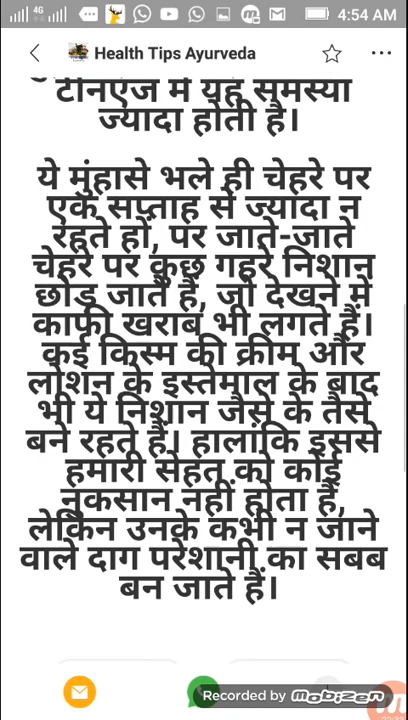 4G
4:54 AM
Health Tips Ayurveda
टीनएज में यह समस्या
ज्यादा होती है।
ये मुंहासे भले ही चेहरे पर
एक सप्ताह से ज्यादा न
रहते हों, पर जाते-जाते
चेहरे पर कुछ गहरे निशान
छोड़ जाते हैं, जो देखने में
काफी खराब भी लगते हैं।
कई किस्म की क्रीम और
लोशन के इस्तेमाल के बाद
भी ये निशान जैसे के तैसे
बने रहते हैं। हालांकि इससे
हमारी सेहत को कोई
नुकसान नहीं होता है,
लेकिन उनके कभी न जाने
वाले दाग परेशानी का सबब
बन जाते हैं।
Recorded by MOBIZEN